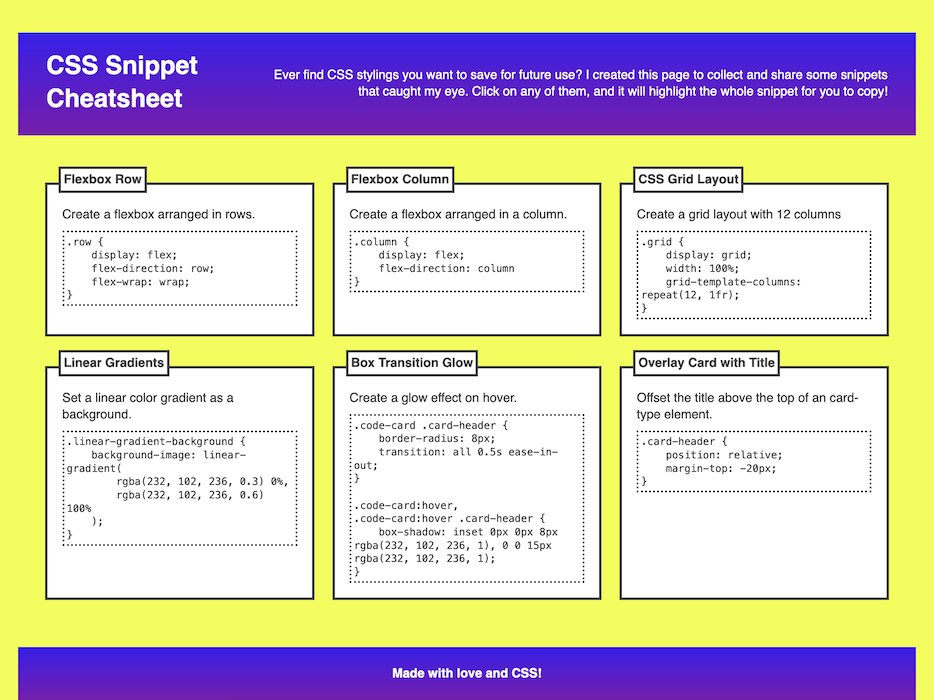 CSS Snippet
Cheatsheet
Ever find CSS stylings you want to save for future use? I created this page to collect and share some snippets
that caught my eye. Click on any of them, and it will highlight the whole snippet for you to copy!
Flexbox Row
Create a flexbox arranged in rows.
.row {
    display: flex;
    flex-direction: row;
    flex-wrap: wrap;
}
Flexbox Column
Create a flexbox arranged in a column.
.column {
    display: flex;
    flex-direction: column
}
CSS Grid Layout
Create a grid layout with 12 columns
.grid {
    display: grid;
    width: 100%;
    grid-template-columns:
repeat(12, 1fr);
}
Linear Gradients
Set a linear color gradient as a
background.
.linear-gradient-background {
    background-image: linear-
gradient(
        rgba(232, 102, 236, 0.3) 0%,
        rgba(232, 102, 236, 0.6)
100%
    );
}
Box Transition Glow
Create a glow effect on hover.
.code-card .card-header {
    border-radius: 8px;
    transition: all 0.5s ease-in-
out;
}
.code-card:hover,
.code-card:hover .card-header {
    box-shadow: inset 0px 0px 8px
rgba(232, 102, 236, 1), 0 0 15px
rgba(232, 102, 236, 1);
}
Overlay Card with Title
Offset the title above the top of an card-
type element.
.card-header {
    position: relative;
    margin-top: -20px;
}
Made with love and CSS!